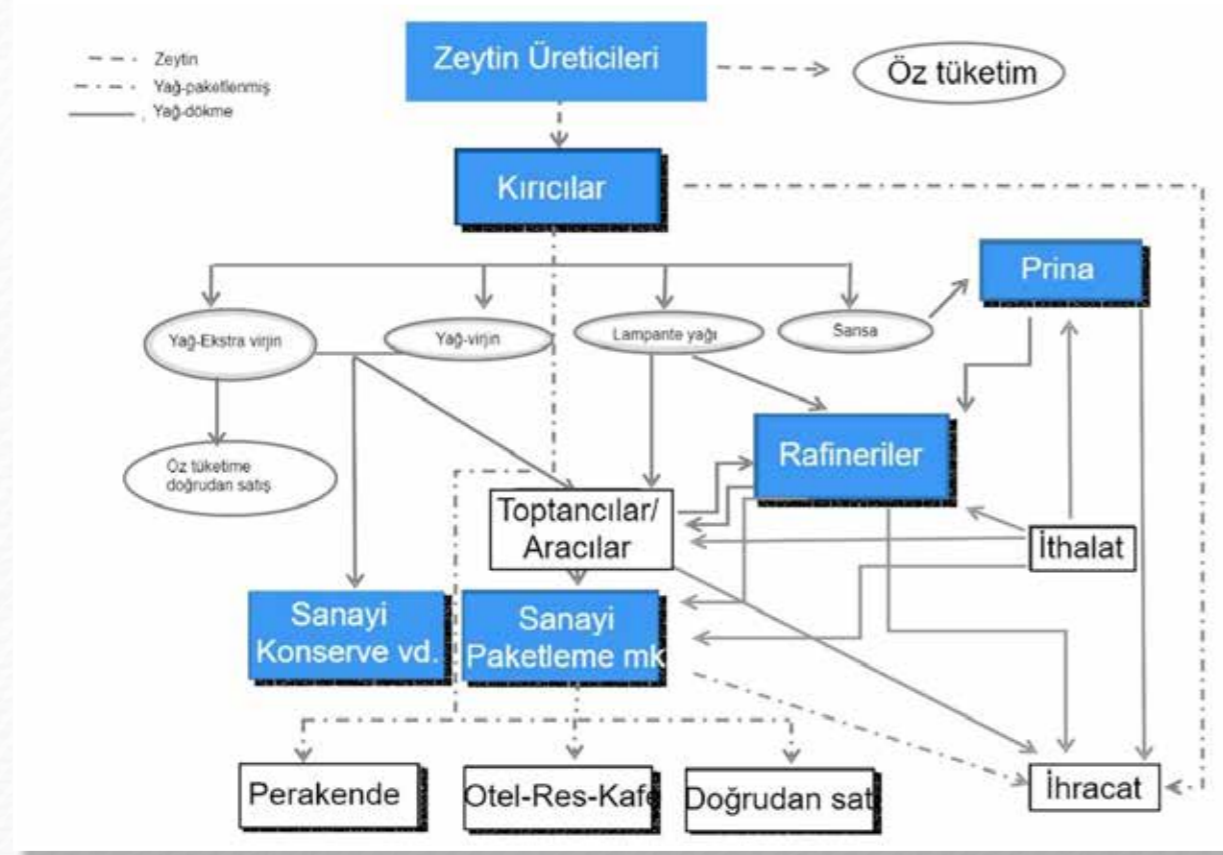 Zeytin Üreticileri
Öz tüketim
Zeytin
Yağ-paketlenmiş
Yağ-dökme
Kırıcılar
Prina
Yağ-Ekstra virjin
Yağ-virjin
Lampante yağı
Sansa
Rafineriler
Öz tüketime
doğrudan satış
Toptancılar/
Aracılar
İthalat
Sanayi
Konserve vd.
Sanayi
Paketleme mk
Perakende
Otel-Res-Kafe
Doğrudan sat
İhracat